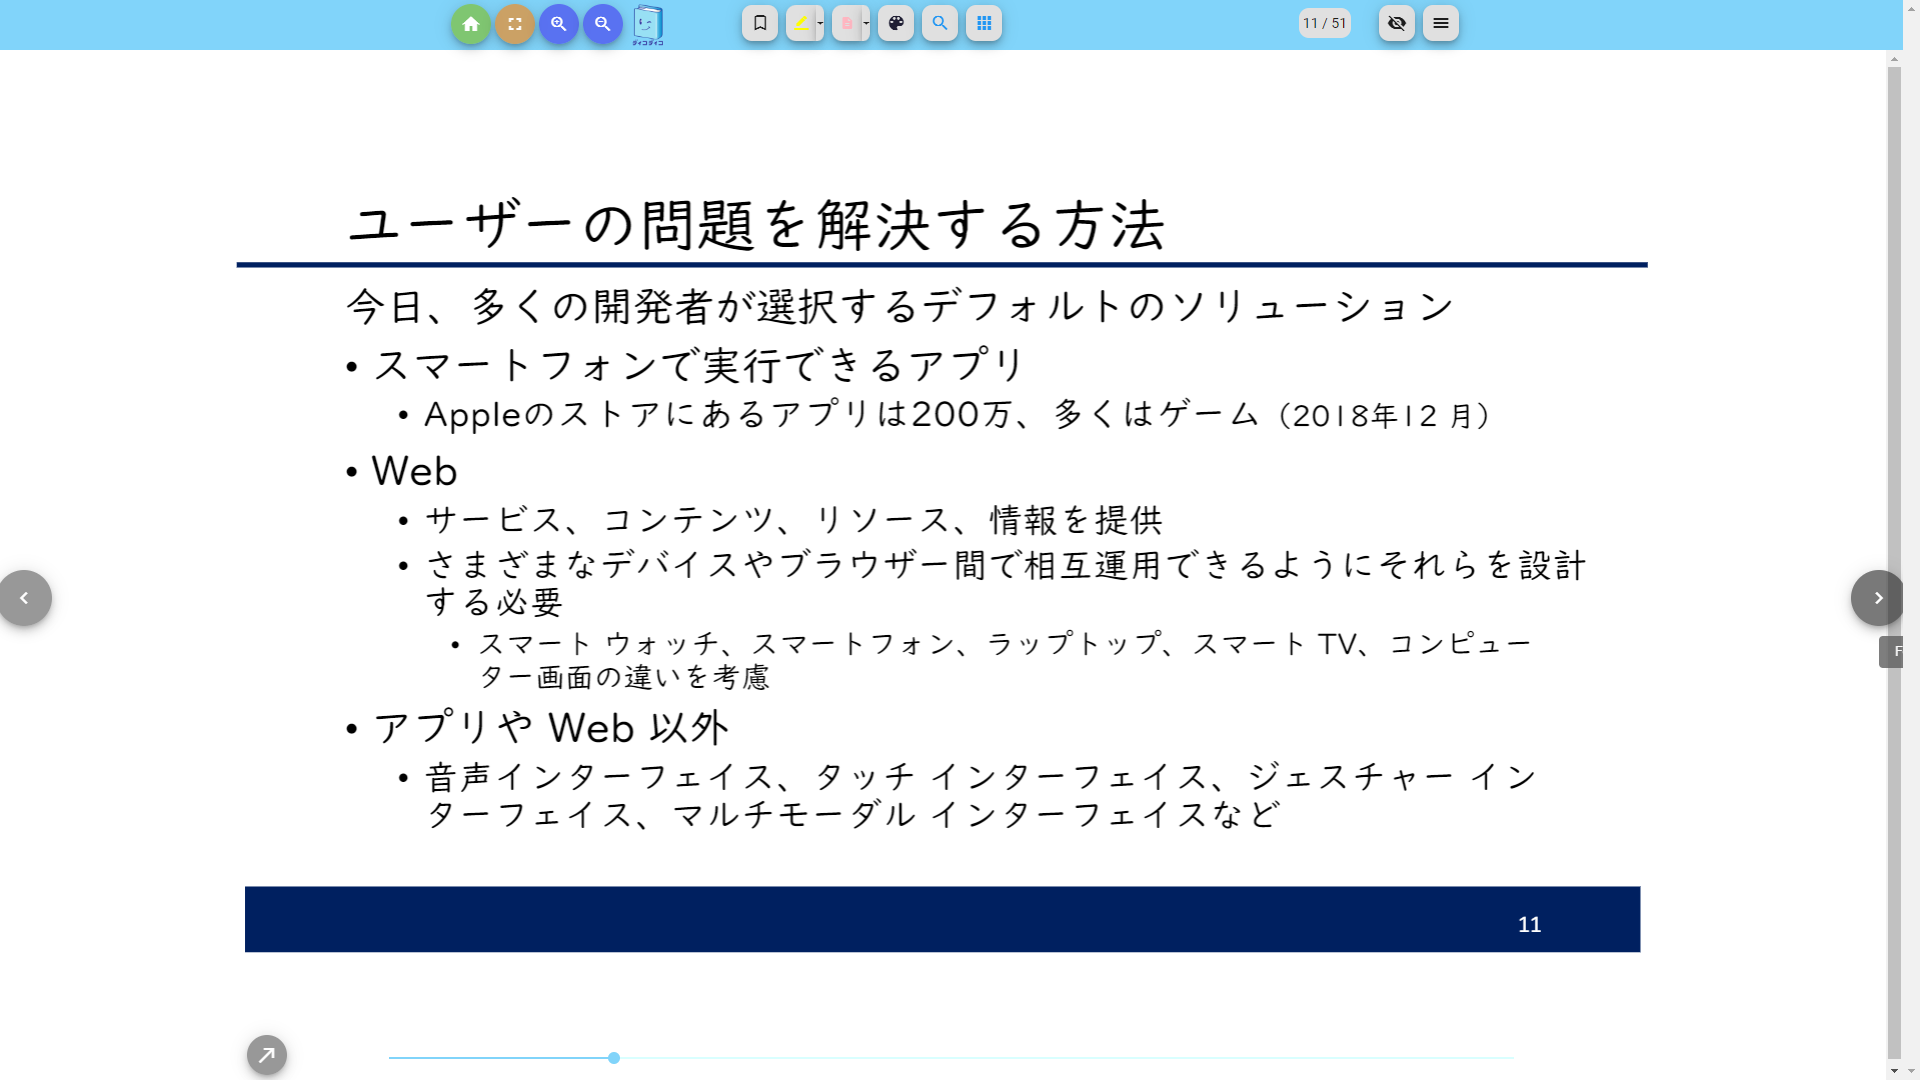 ダイコダイコ
11 / 51
ユーザーの問題を解決する方法
今日、多くの開発者が選択するデフォルトのソリューション
• スマートフォンで実行できるアプリ
• Appleのストアにあるアプリは200万、多くはゲーム（2018年12 月）
• Web
• サービス、コンテンツ、リソース、情報を提供
• さまざまなデバイスやブラウザー間で相互運用できるようにそれらを設計
する必要
• スマート ウォッチ、スマートフォン、ラップトップ、スマート TV、コンピュー
ター画面の違いを考慮
• アプリや Web 以外
• 音声インターフェイス、タッチ インターフェイス、ジェスチャー イン
ターフェイス、マルチモーダル インターフェイスなど
F
11